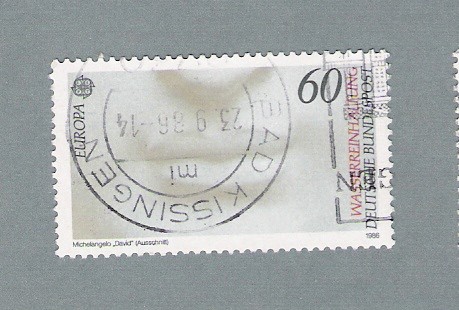 EUROPA
60
WASSERREINHALTUNG
DEUTSCHE BUNDESPOST
BAD KISSINGEN
mi
23.9.86-14
Michelangelo „David" (Ausschnitt)
1986